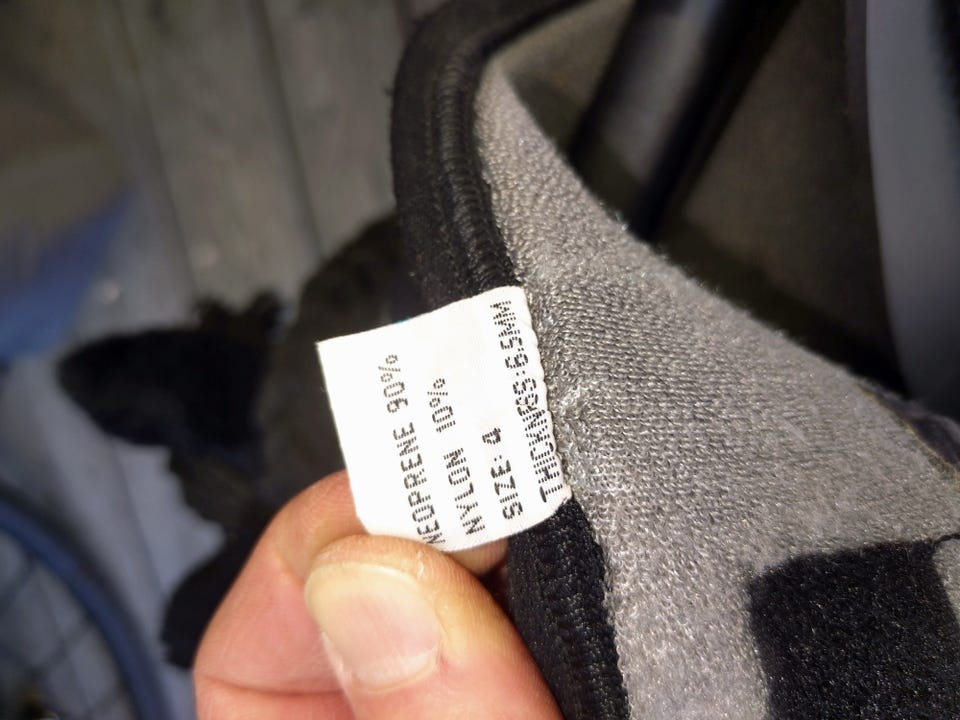 NEOPRENE 90%
NYLON 10%
SIZE: 4
THICKNESS:6.5MM